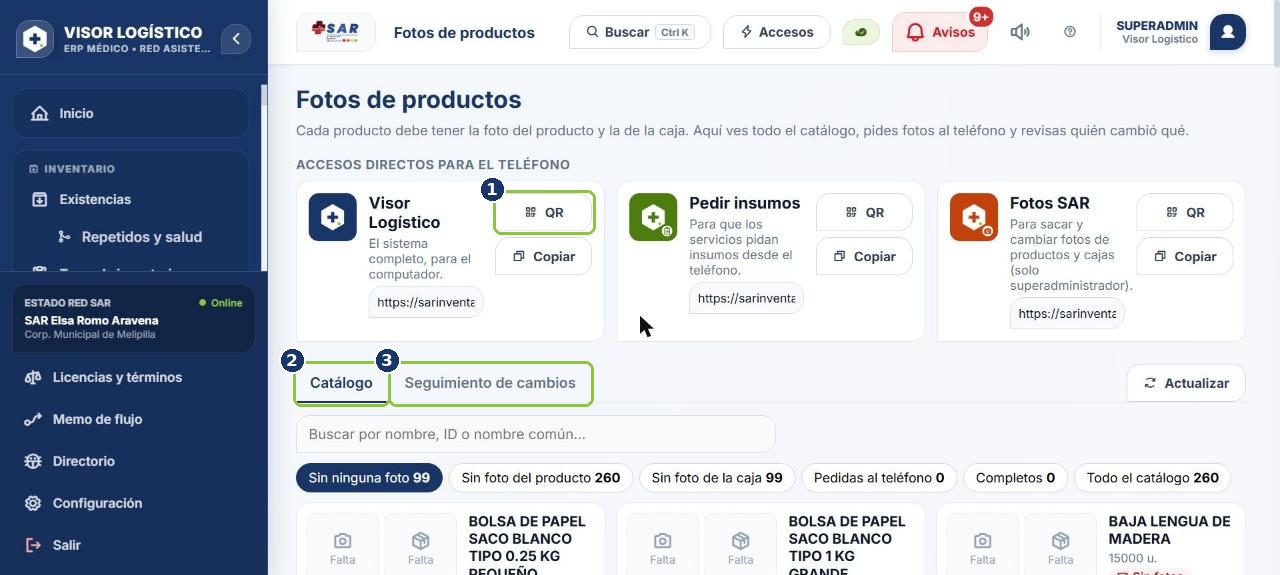 VISOR LOGÍSTICO
ERP MÉDICO • RED ASISTE...
Inicio
INVENTARIO
Existencias
Repetidos y salud
ESTADO RED SAR
Online
SAR Elsa Romo Aravena
Corp. Municipal de Melipilla
Licencias y términos
Memo de flujo
Directorio
Configuración
Salir
SAR
Fotos de productos
Buscar
Ctrl K
Accesos
Avisos
9+
SUPERADMIN
Visor Logístico
Fotos de productos
Cada producto debe tener la foto del producto y la de la caja. Aquí ves todo el catálogo, pides fotos al teléfono y revisas quién cambió qué.
ACCESOS DIRECTOS PARA EL TELÉFONO
1
Visor
Logístico
El sistema
completo, para el
computador.
https://sarinventa
QR
Copiar
Pedir insumos
Para que los
servicios pidan
insumos desde el
teléfono.
https://sarinventa
QR
Copiar
Fotos SAR
Para sacar y
cambiar fotos de
productos y cajas
(solo
superadministrador).
https://sarinventa
QR
Copiar
2
Catálogo
3
Seguimiento de cambios
Actualizar
Buscar por nombre, ID o nombre común...
Sin ninguna foto 99
Sin foto del producto 260
Sin foto de la caja 99
Pedidas al teléfono 0
Completos 0
Todo el catálogo 260
Falta
Falta
BOLSA DE PAPEL
SACO BLANCO
TIPO 0.25 KG
PEQUEÑO
Falta
Falta
BOLSA DE PAPEL
SACO BLANCO
TIPO 1 KG
GRANDE
Falta
Falta
BAJA LENGUA DE
MADERA
15000 u.